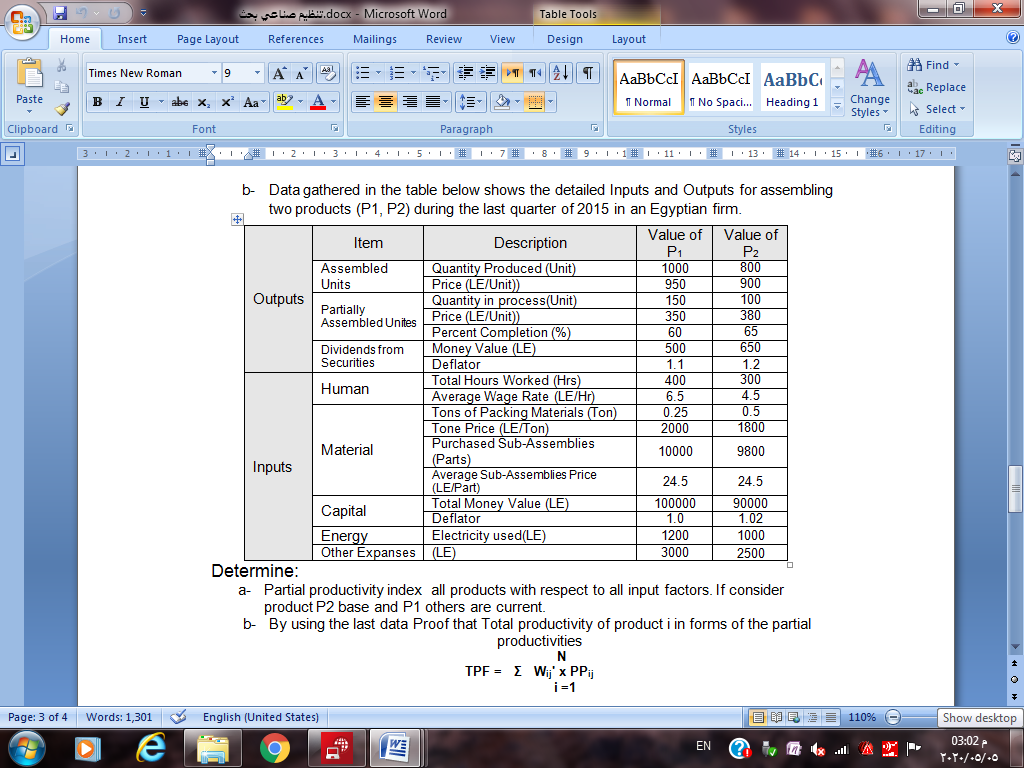 تنظيم صناعي بحث.docx - Microsoft Word
Table Tools
Home Insert Page Layout References Mailings Review View Design Layout
Paste
Clipboard
Times New Roman 9
Font
Paragraph
AaBbCcI AaBbCcI AaBbC
¶ Normal ¶ No Spaci... Heading 1
Change Styles
Styles
Find
Replace
Select
Editing
b- Data gathered in the table below shows the detailed Inputs and Outputs for assembling
two products (P1, P2) during the last quarter of 2015 in an Egyptian firm.
Item Description Value of P1 Value of P2
Outputs
Assembled Units
Quantity Produced (Unit) 1000 800
Price (LE/Unit)) 950 900
Partially Assembled Unites
Quantity in process(Unit) 150 100
Price (LE/Unit)) 350 380
Percent Completion (%) 60 65
Dividends from Securities
Money Value (LE) 500 650
Deflator 1.1 1.2
Inputs
Human
Total Hours Worked (Hrs) 400 300
Average Wage Rate (LE/Hr) 6.5 4.5
Material
Tons of Packing Materials (Ton) 0.25 0.5
Tone Price (LE/Ton) 2000 1800
Purchased Sub-Assemblies (Parts) 10000 9800
Average Sub-Assemblies Price (LE/Part) 24.5 24.5
Capital
Total Money Value (LE) 100000 90000
Deflator 1.0 1.02
Energy Electricity used(LE) 1200 1000
Other Expanses (LE) 3000 2500
Determine:
a- Partial productivity index all products with respect to all input factors. If consider
product P2 base and P1 others are current.
b- By using the last data Proof that Total productivity of product i in forms of the partial
productivities
N
TPF = Σ Wij' x PPij
i =1
Page: 3 of 4 Words: 1,301 English (United States) 110%
Show desktop
EN
03:02 م
٢٠٢٠/٠٥/٠٥